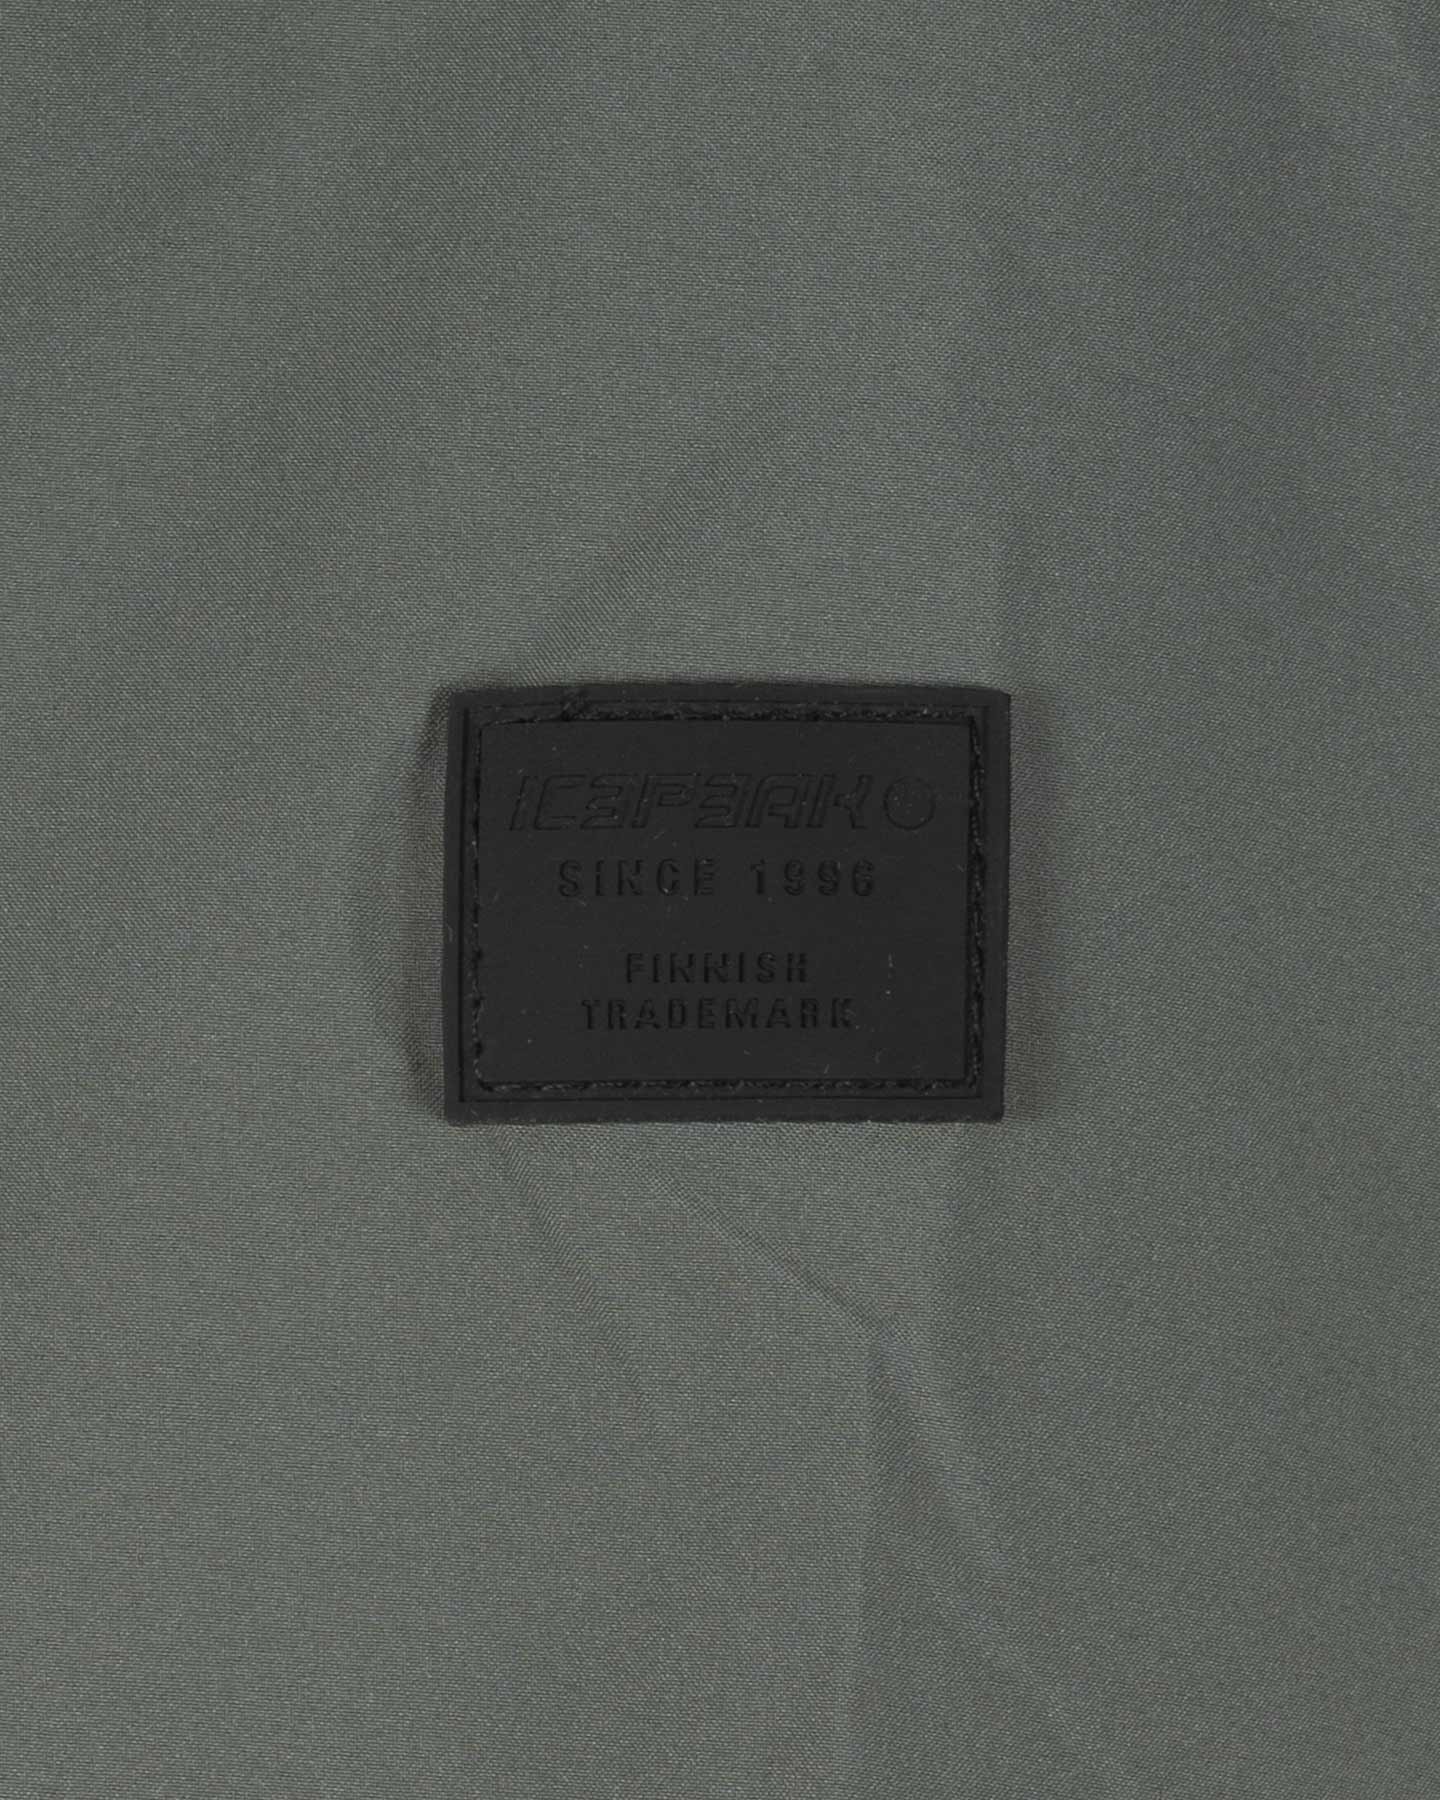 ICEPEAK
SINCE 1996
FINNISH
TRADEMARK